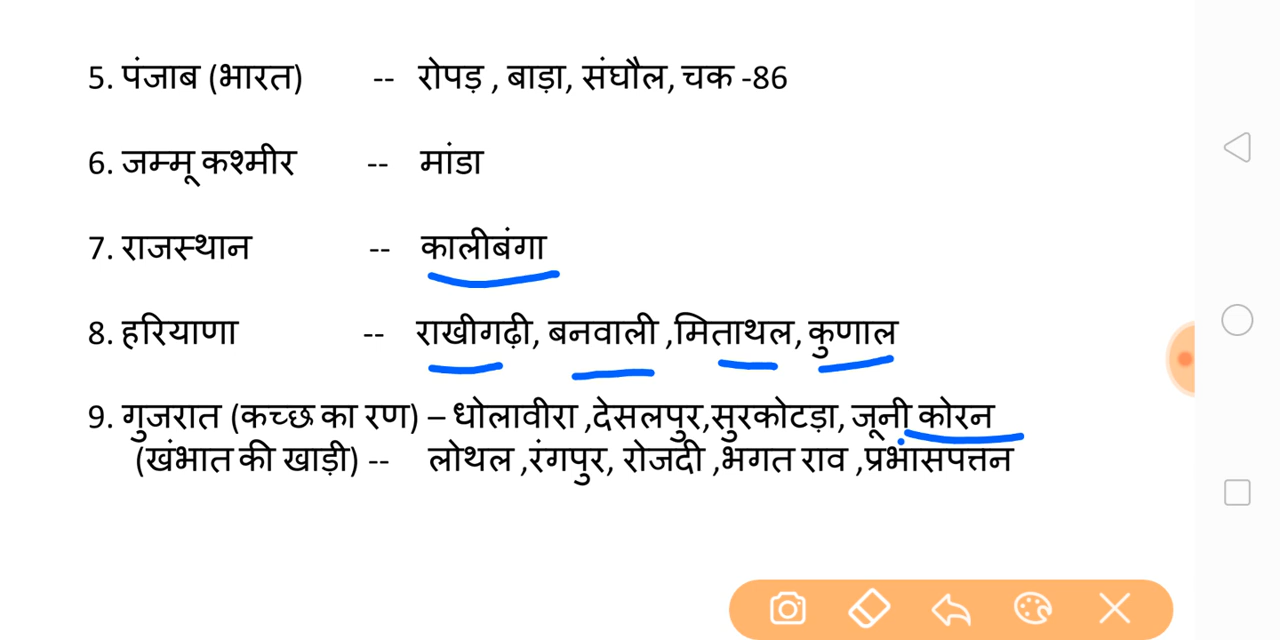 5. पंजाब (भारत) -- रोपड़ , बाड़ा, संघौल, चक -86
6. जम्मू कश्मीर -- मांडा
7. राजस्थान -- कालीबंगा
8. हरियाणा -- राखीगढ़ी, बनवाली ,मिताथल, कुणाल
9. गुजरात (कच्छ का रण) – धोलावीरा ,देसलपुर,सुरकोटड़ा, जूनी कोरन
(खंभात की खाड़ी) -- लोथल ,रंगपुर, रोजदी ,भगत राव ,प्रभासपत्तन